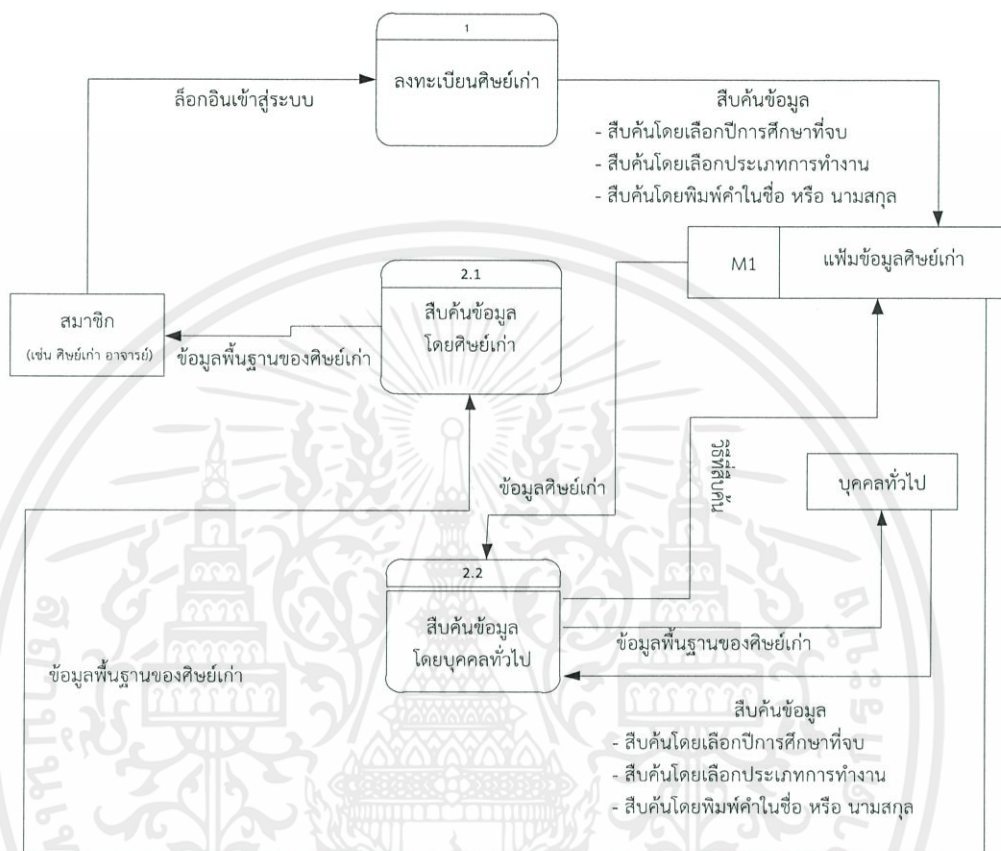 1
ลงทะเบียนศิษย์เก่า
ล็อกอินเข้าสู่ระบบ
สืบค้นข้อมูล
- สืบค้นโดยเลือกปีการศึกษาที่จบ
- สืบค้นโดยเลือกประเภทการทำงาน
- สืบค้นโดยพิมพ์คำในชื่อ หรือ นามสกุล
M1
แฟ้มข้อมูลศิษย์เก่า
2.1
สืบค้นข้อมูล
โดยศิษย์เก่า
สมาชิก
(เช่น ศิษย์เก่า อาจารย์)
ข้อมูลพื้นฐานของศิษย์เก่า
วิธีที่สืบค้น
บุคคลทั่วไป
ข้อมูลศิษย์เก่า
2.2
สืบค้นข้อมูล
โดยบุคคลทั่วไป
ข้อมูลพื้นฐานของศิษย์เก่า
ข้อมูลพื้นฐานของศิษย์เก่า
สืบค้นข้อมูล
- สืบค้นโดยเลือกปีการศึกษาที่จบ
- สืบค้นโดยเลือกประเภทการทำงาน
- สืบค้นโดยพิมพ์คำในชื่อ หรือ นามสกุล